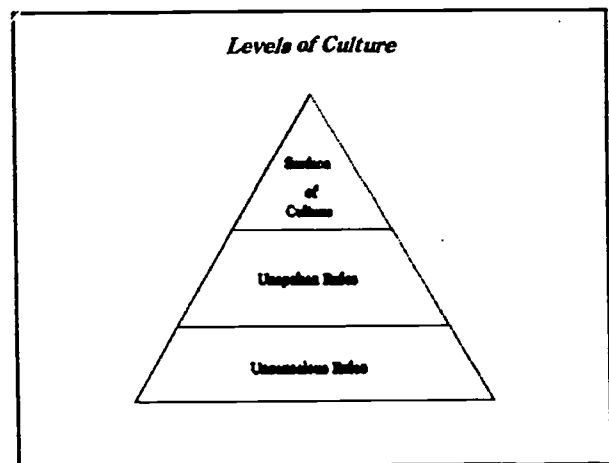 Levels of Culture
Surface
of
Culture
Unspoken Rules
Unconscious Rules